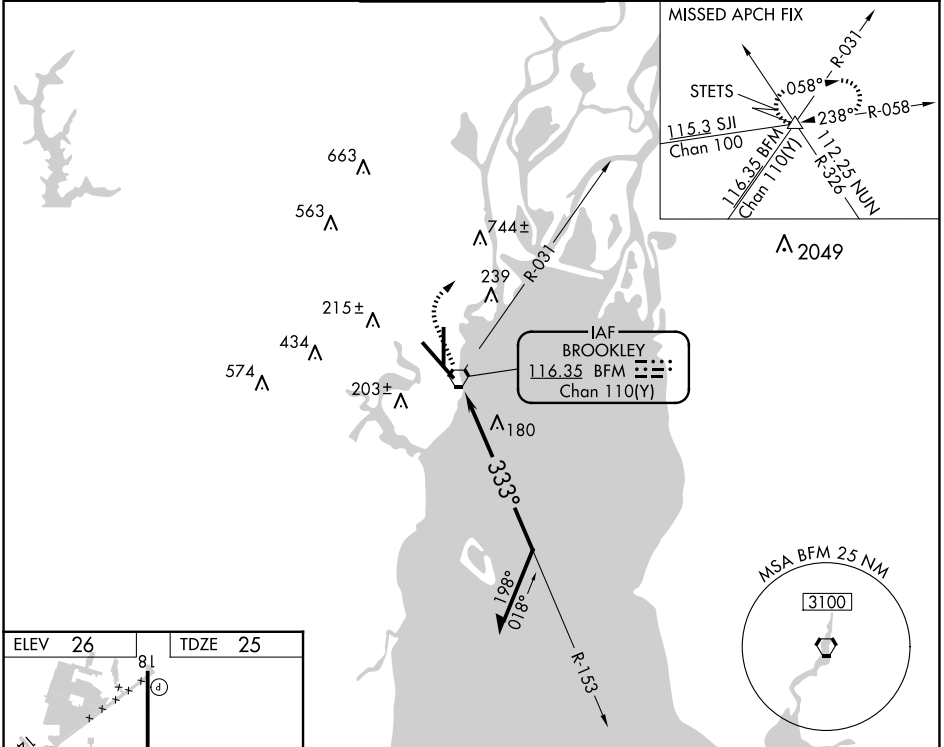 MISSED APCH FIX
R-031
STETS
058°
238°
R-058
115.3 SJI
Chan 100
116.35 BFM
Chan 110(Y)
112.25 NUN
R-326
663
563
744±
2049
R-031
239
215±
434
574
203±
IAF
BROOKLEY
116.35 BFM
Chan 110(Y)
180
333°
198°
018°
R-153
MSA BFM 25 NM
3100
ELEV 26
TDZE 25
18
P
14